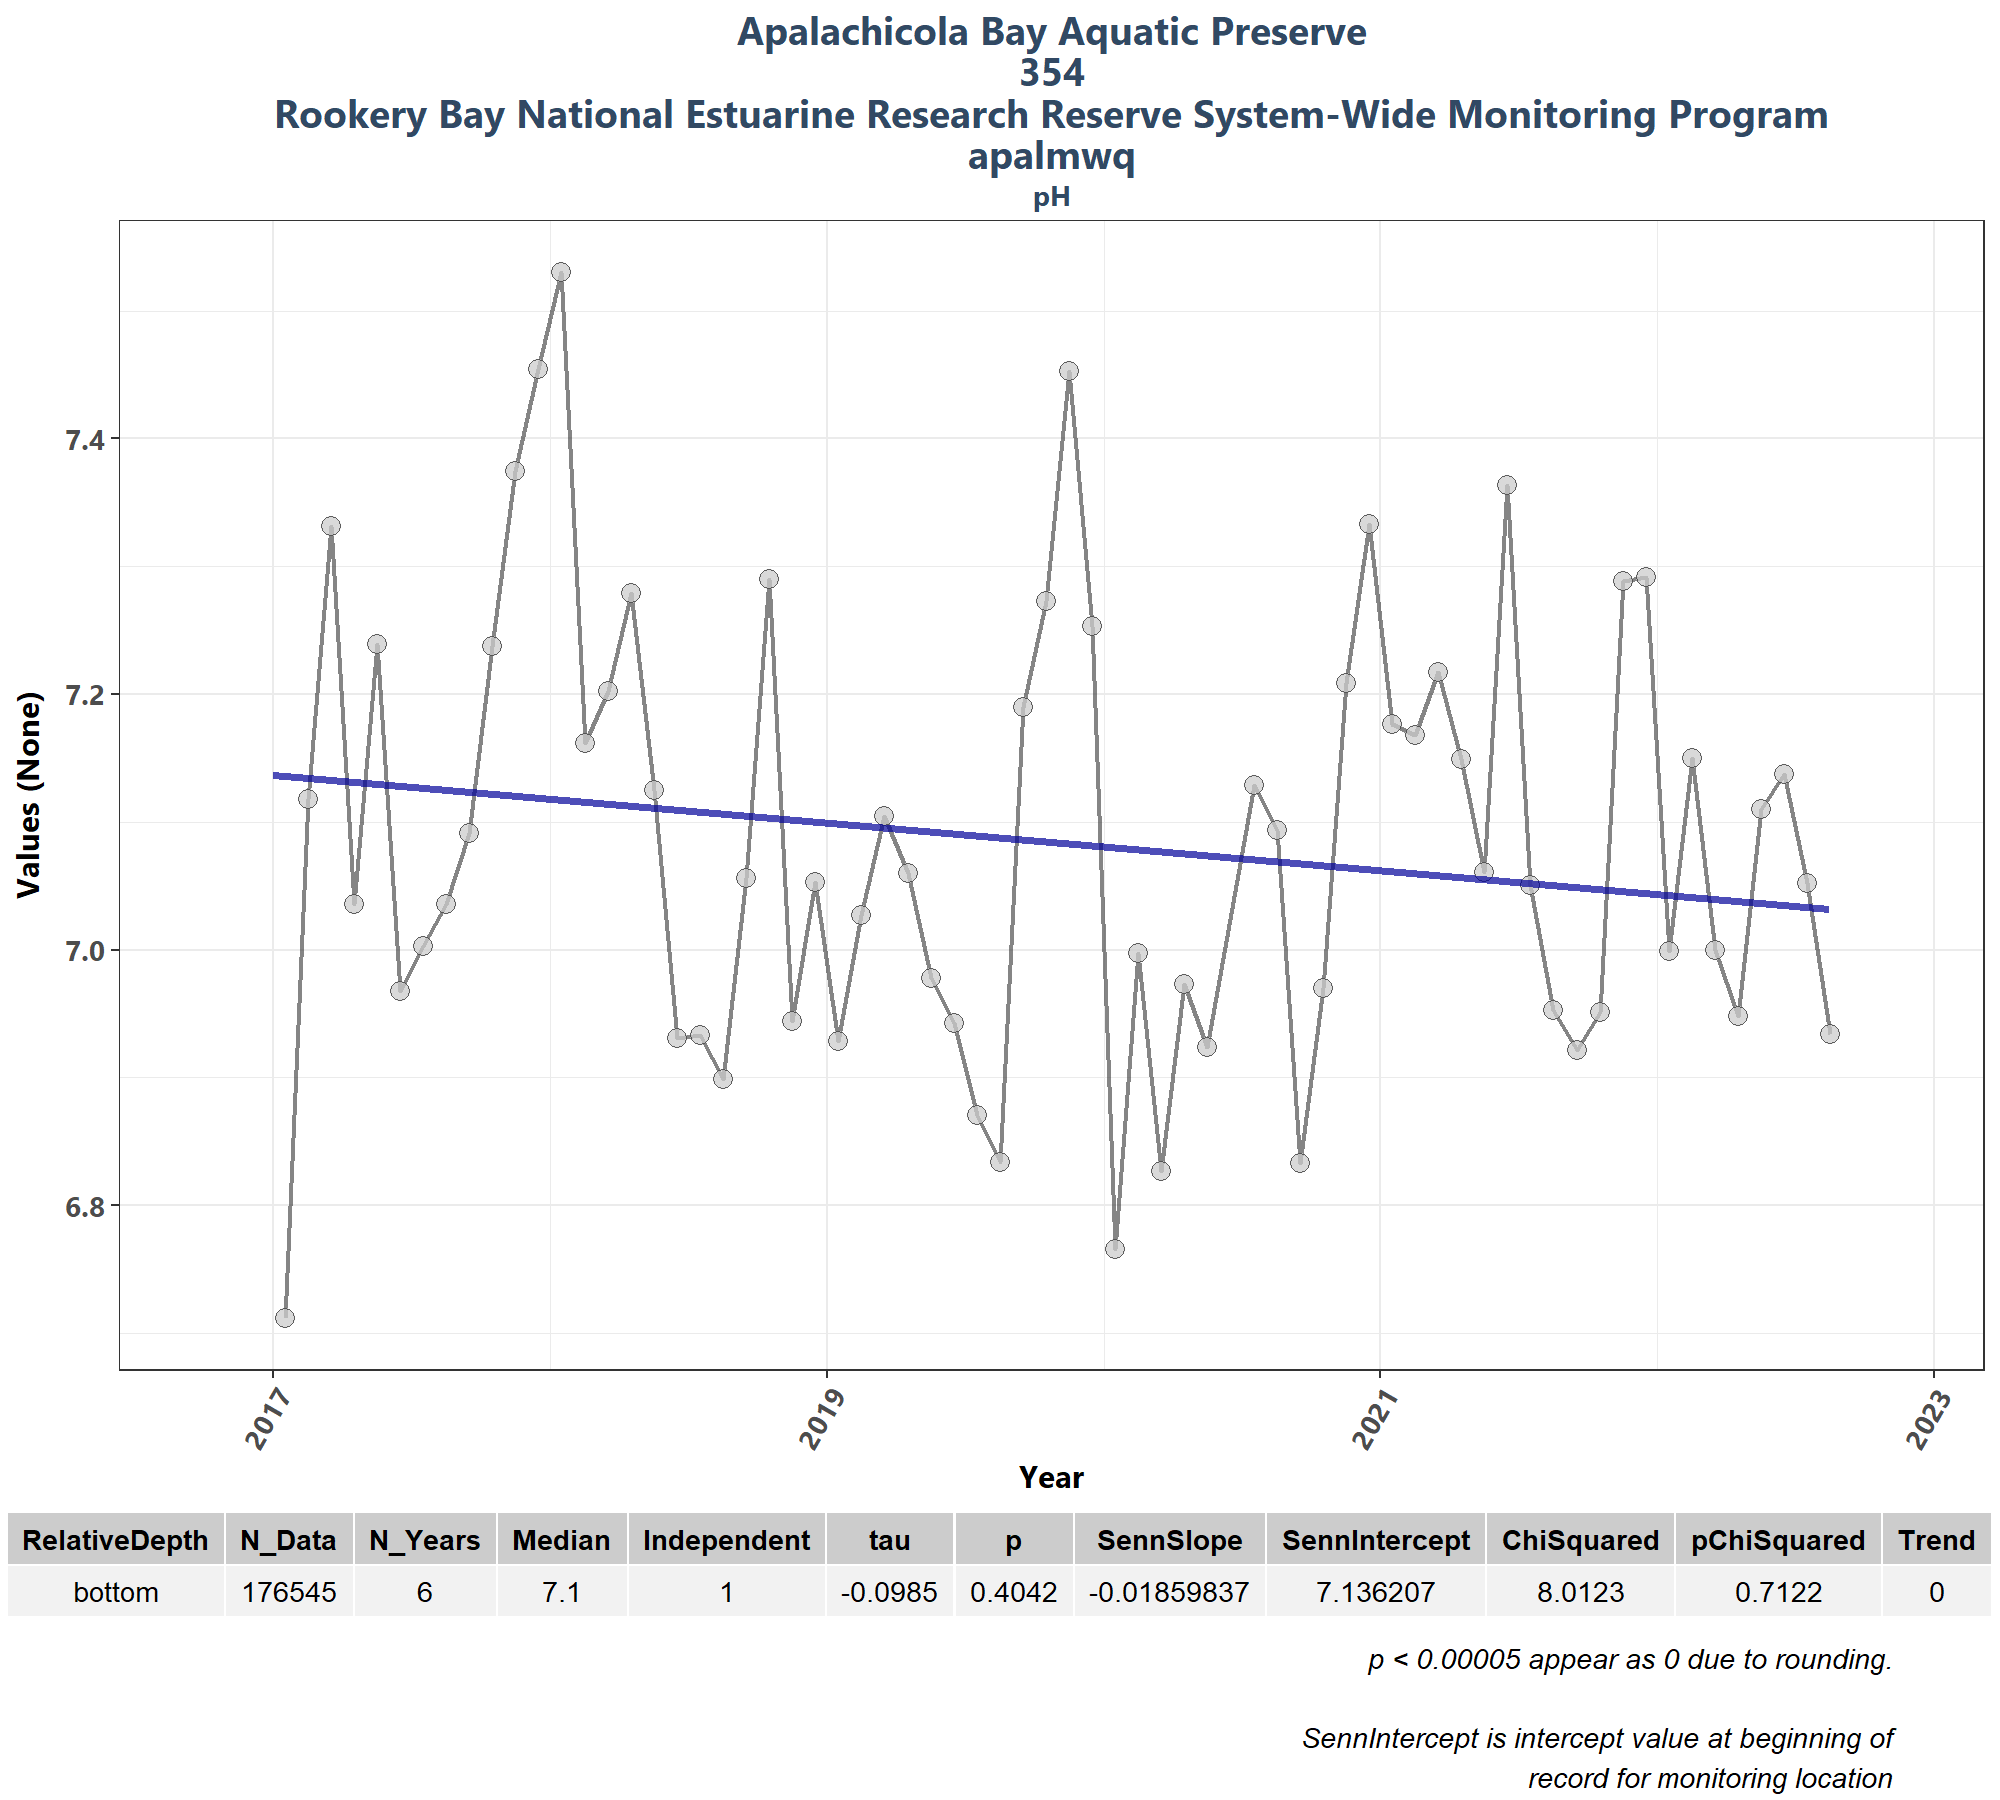 Apalachicola Bay Aquatic Preserve
354
Rookery Bay National Estuarine Research Reserve System-Wide Monitoring Program
apalmwq
pH
Values (None)
7.4
7.2
7.0
6.8
2017 2019 2021 2023
Year
RelativeDepth N_Data N_Years Median Independent tau p SennSlope SennIntercept ChiSquared pChiSquared Trend
bottom 176545 6 7.1 1 -0.0985 0.4042 -0.01859837 7.136207 8.0123 0.7122 0
p < 0.00005 appear as 0 due to rounding.
SennIntercept is intercept value at beginning of
record for monitoring location